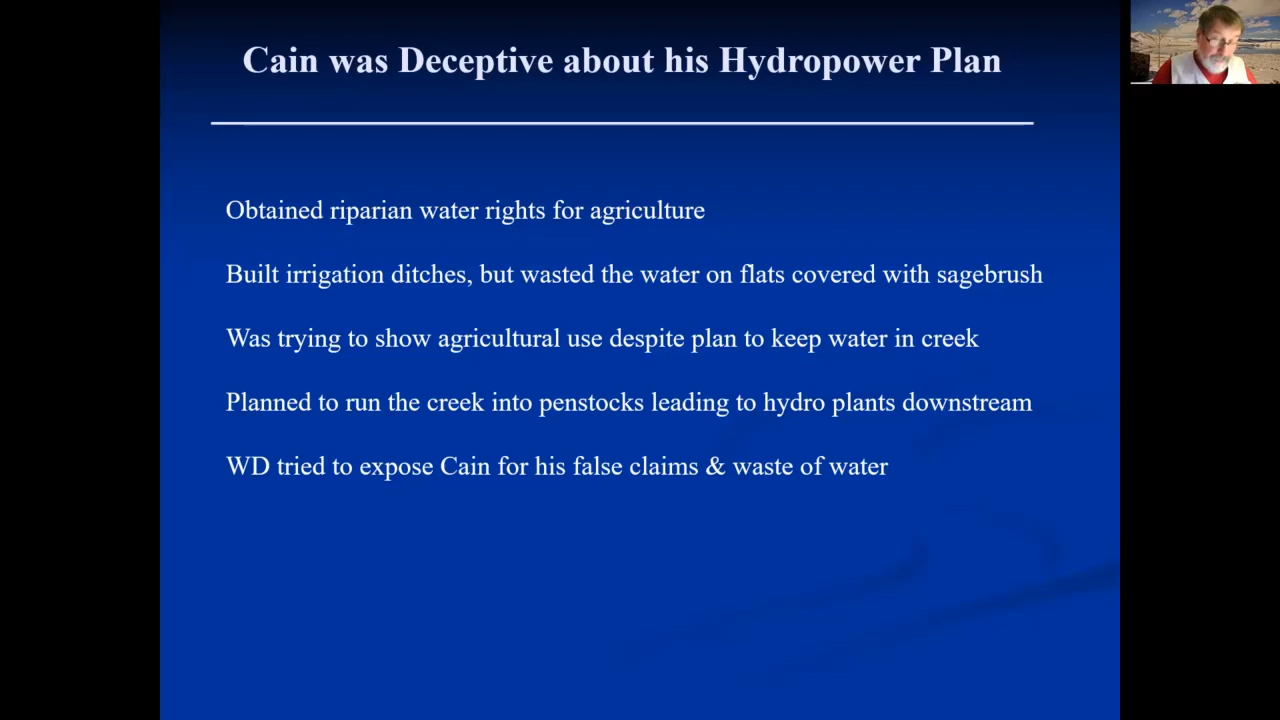 Cain was Deceptive about his Hydropower Plan
Obtained riparian water rights for agriculture
Built irrigation ditches, but wasted the water on flats covered with sagebrush
Was trying to show agricultural use despite plan to keep water in creek
Planned to run the creek into penstocks leading to hydro plants downstream
WD tried to expose Cain for his false claims & waste of water